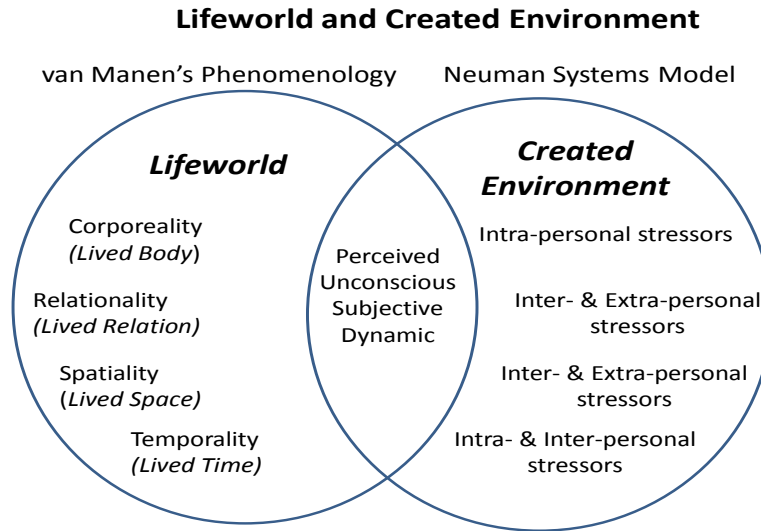 Lifeworld and Created Environment
van Manen's Phenomenology
Neuman Systems Model
Lifeworld
Corporeality
(Lived Body)
Relationality
(Lived Relation)
Spatiality
(Lived Space)
Temporality
(Lived Time)
Perceived
Unconscious
Subjective
Dynamic
Created
Environment
Intra-personal stressors
Inter- & Extra-personal
stressors
Inter- & Extra-personal
stressors
Intra- & Inter-personal
stressors